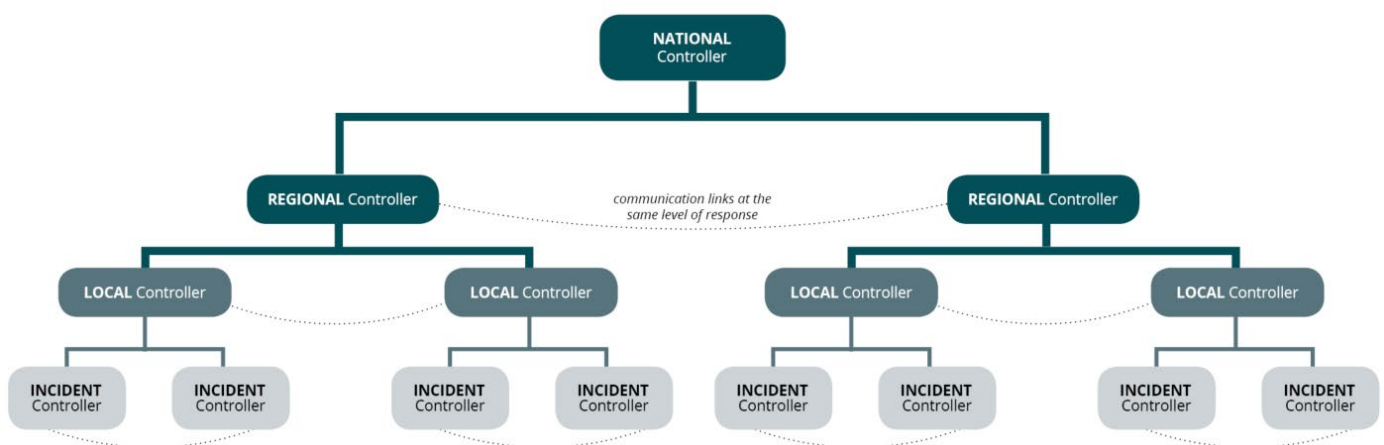 NATIONAL
Controller
REGIONAL Controller
communication links at the
same level of response
REGIONAL Controller
LOCAL Controller
LOCAL Controller
LOCAL Controller
LOCAL Controller
INCIDENT
Controller
INCIDENT
Controller
INCIDENT
Controller
INCIDENT
Controller
INCIDENT
Controller
INCIDENT
Controller
INCIDENT
Controller
INCIDENT
Controller